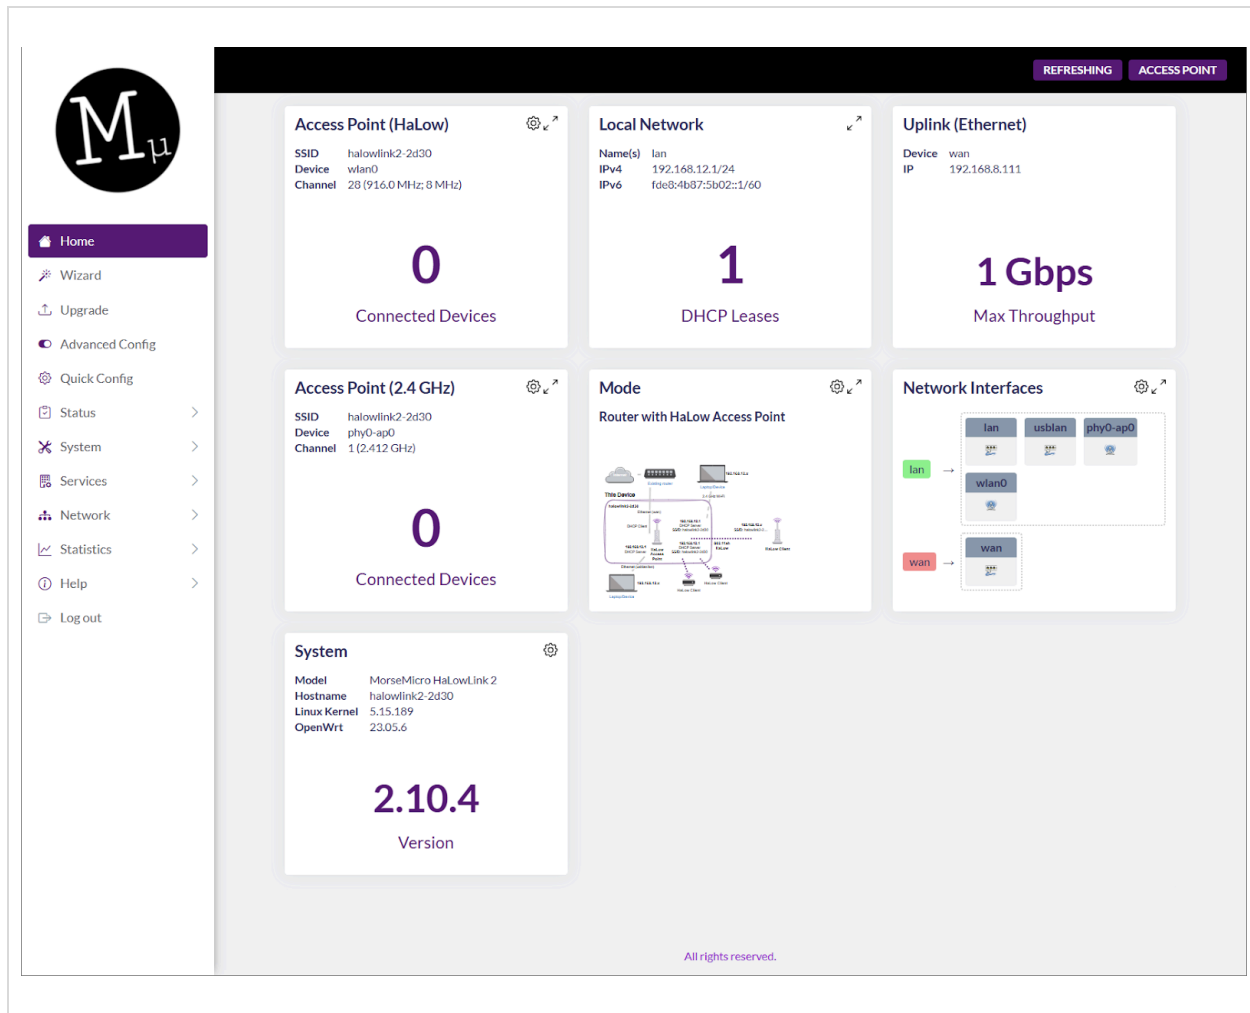 M μ
REFRESHING ACCESS POINT
Home
Wizard
Upgrade
Advanced Config
Quick Config
Status
System
Services
Network
Statistics
Help
Log out
Access Point (HaLow)
SSID halowlink2-2d30
Device wlan0
Channel 28 (916.0 MHz; 8 MHz)
0
Connected Devices
Local Network
Name(s) lan
IPv4 192.168.12.1/24
IPv6 fde8:4b87:5b02::1/60
1
DHCP Leases
Uplink (Ethernet)
Device wan
IP 192.168.8.111
1 Gbps
Max Throughput
Access Point (2.4 GHz)
SSID halowlink2-2d30
Device phy0-ap0
Channel 1 (2.412 GHz)
0
Connected Devices
Mode
Router with HaLow Access Point
This Device
Network Interfaces
lan usblan phy0-ap0
lan
wlan0
wan
wan
System
Model MorseMicro HaLowLink 2
Hostname halowlink2-2d30
Linux Kernel 5.15.189
OpenWrt 23.05.6
2.10.4
Version
All rights reserved.